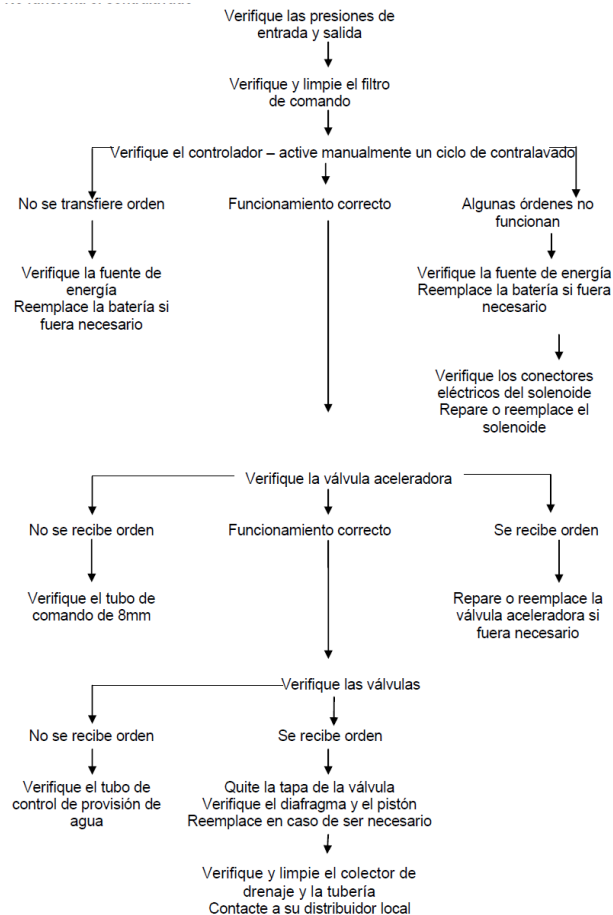 Verifique las presiones de
entrada y salida
Verifique y limpie el filtro
de comando
Verifique el controlador – active manualmente un ciclo de contralavado
No se transfiere orden
Funcionamiento correcto
Algunas órdenes no
funcionan
Verifique la fuente de
energía
Reemplace la batería si
fuera necesario
Verifique la fuente de energía
Reemplace la batería si fuera
necesario
Verifique los conectores
eléctricos del solenoide
Repare o reemplace el
solenoide
Verifique la válvula aceleradora
No se recibe orden
Funcionamiento correcto
Se recibe orden
Verifique el tubo de
comando de 8mm
Repare o reemplace la
válvula aceleradora si
fuera necesario
Verifique las válvulas
No se recibe orden
Se recibe orden
Verifique el tubo de
control de provisión de
agua
Quite la tapa de la válvula
Verifique el diafragma y el pistón
Reemplace en caso de ser necesario
Verifique y limpie el colector de
drenaje y la tubería
Contacte a su distribuidor local